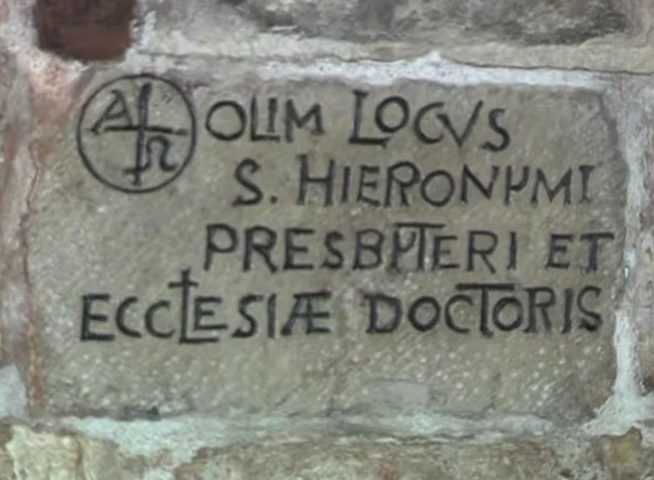 A Ω OLIM LOCVS
S. HIERONYMI
PRESBYTERI ET
ECCLESIÆ DOCTORIS